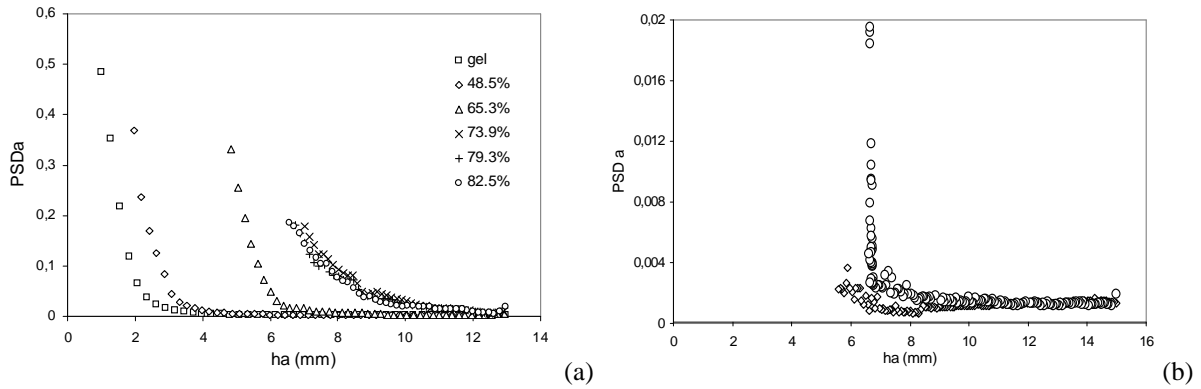 0,6
0,5
0,4
0,3
0,2
0,1
0
PSDa
0 2 4 6 8 10 12 14
ha (mm)
gel
48.5%
65.3%
73.9%
79.3%
82.5%
(a)
0,02
0,016
0,012
0,008
0,004
0
PSD a
0 2 4 6 8 10 12 14 16
ha (mm)
(b)